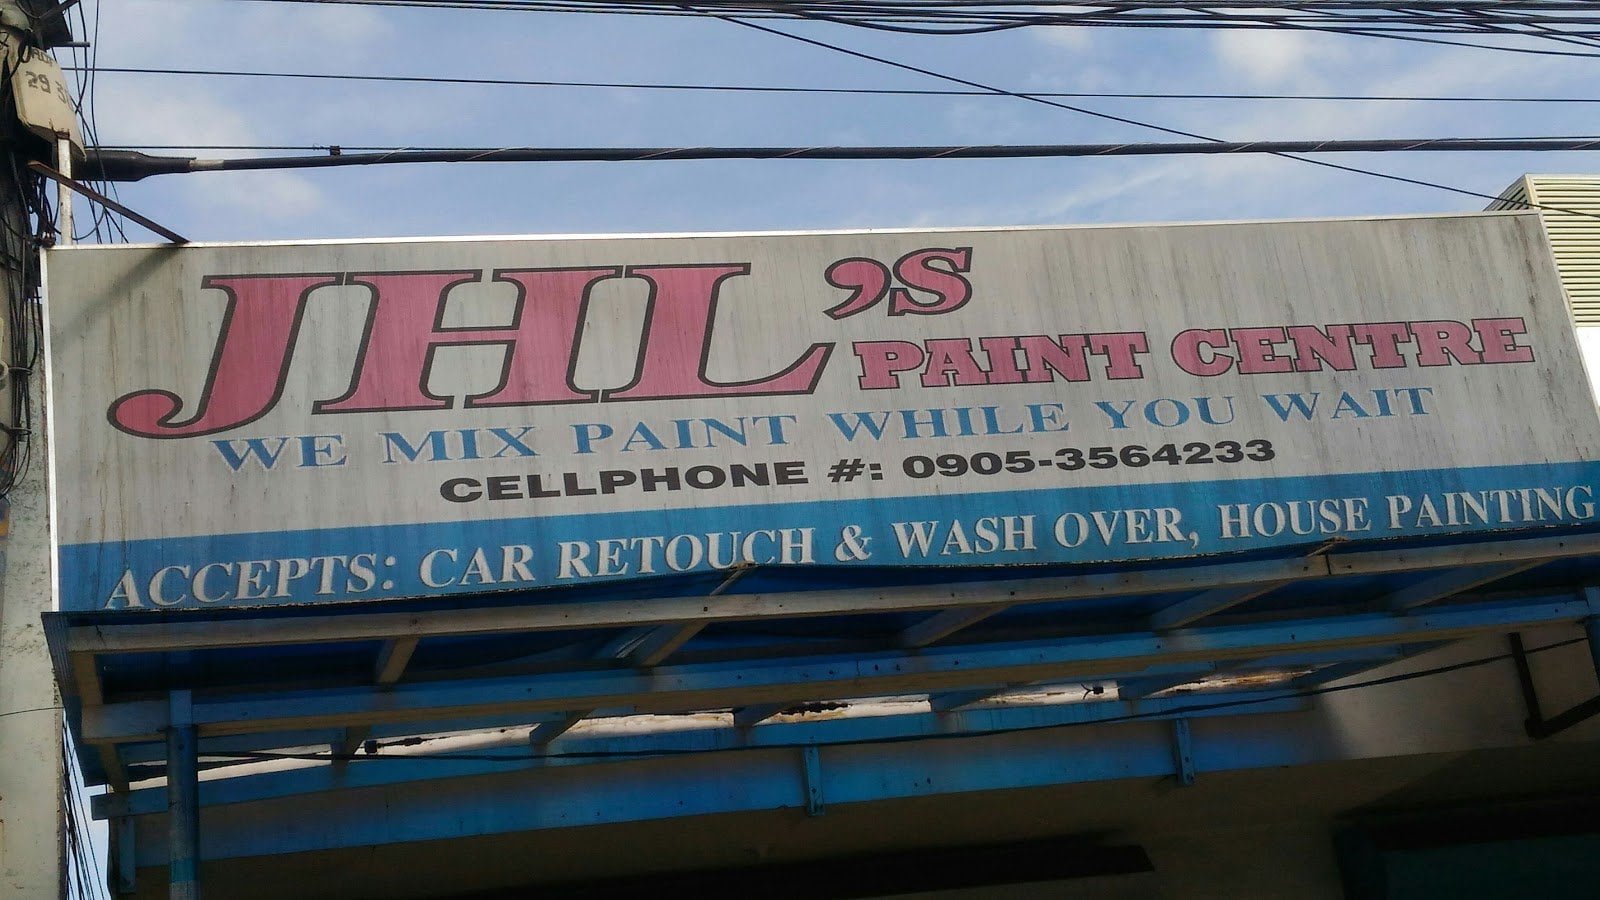 JHL'S
PAINT CENTRE
WE MIX PAINT WHILE YOU WAIT
CELLPHONE #: 0905-3564233
ACCEPTS: CAR RETOUCH & WASH OVER, HOUSE PAINTING
29